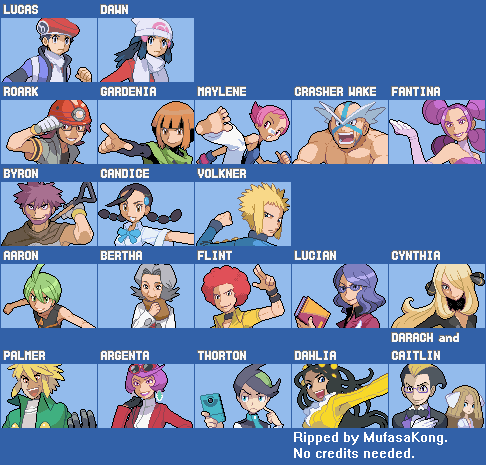 LUCAS DAWN
ROARK GARDENIA MAYLENE CRASHER WAKE FANTINA
BYRON CANDICE VOLKNER
AARON BERTHA FLINT LUCIAN CYNTHIA
DARACH and
PALMER ARGENTA THORTON DAHLIA CAITLIN
Ripped by MufasaKong.
No credits needed.